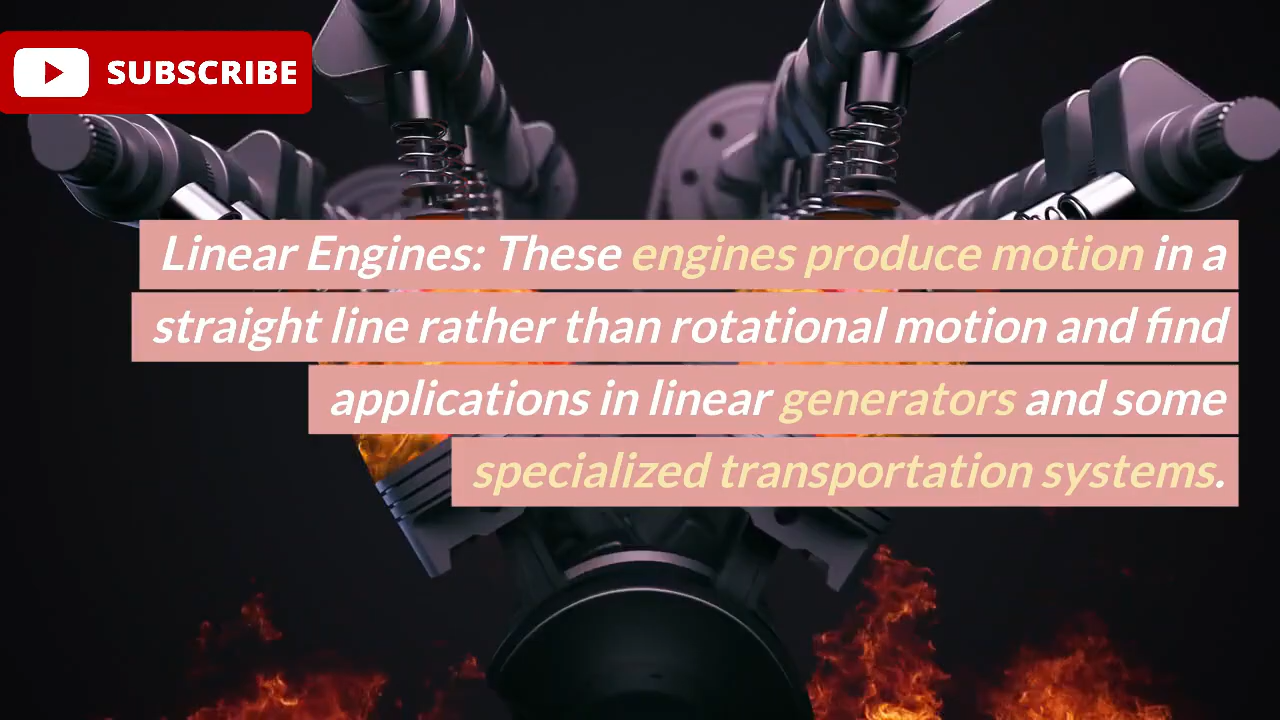 SUBSCRIBE
Linear Engines: These engines produce motion in a
straight line rather than rotational motion and find
applications in linear generators and some
specialized transportation systems.